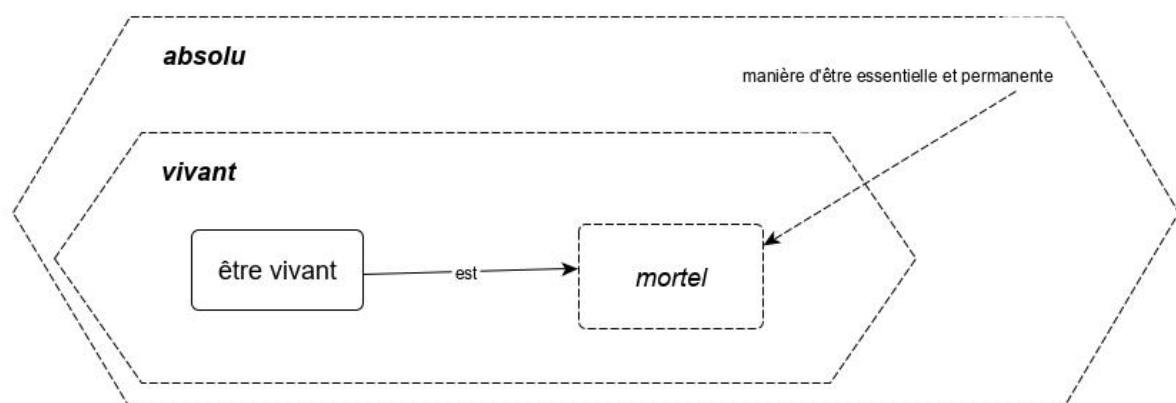 absolu
manière d'être essentielle et permanente
vivant
être vivant
est
mortel